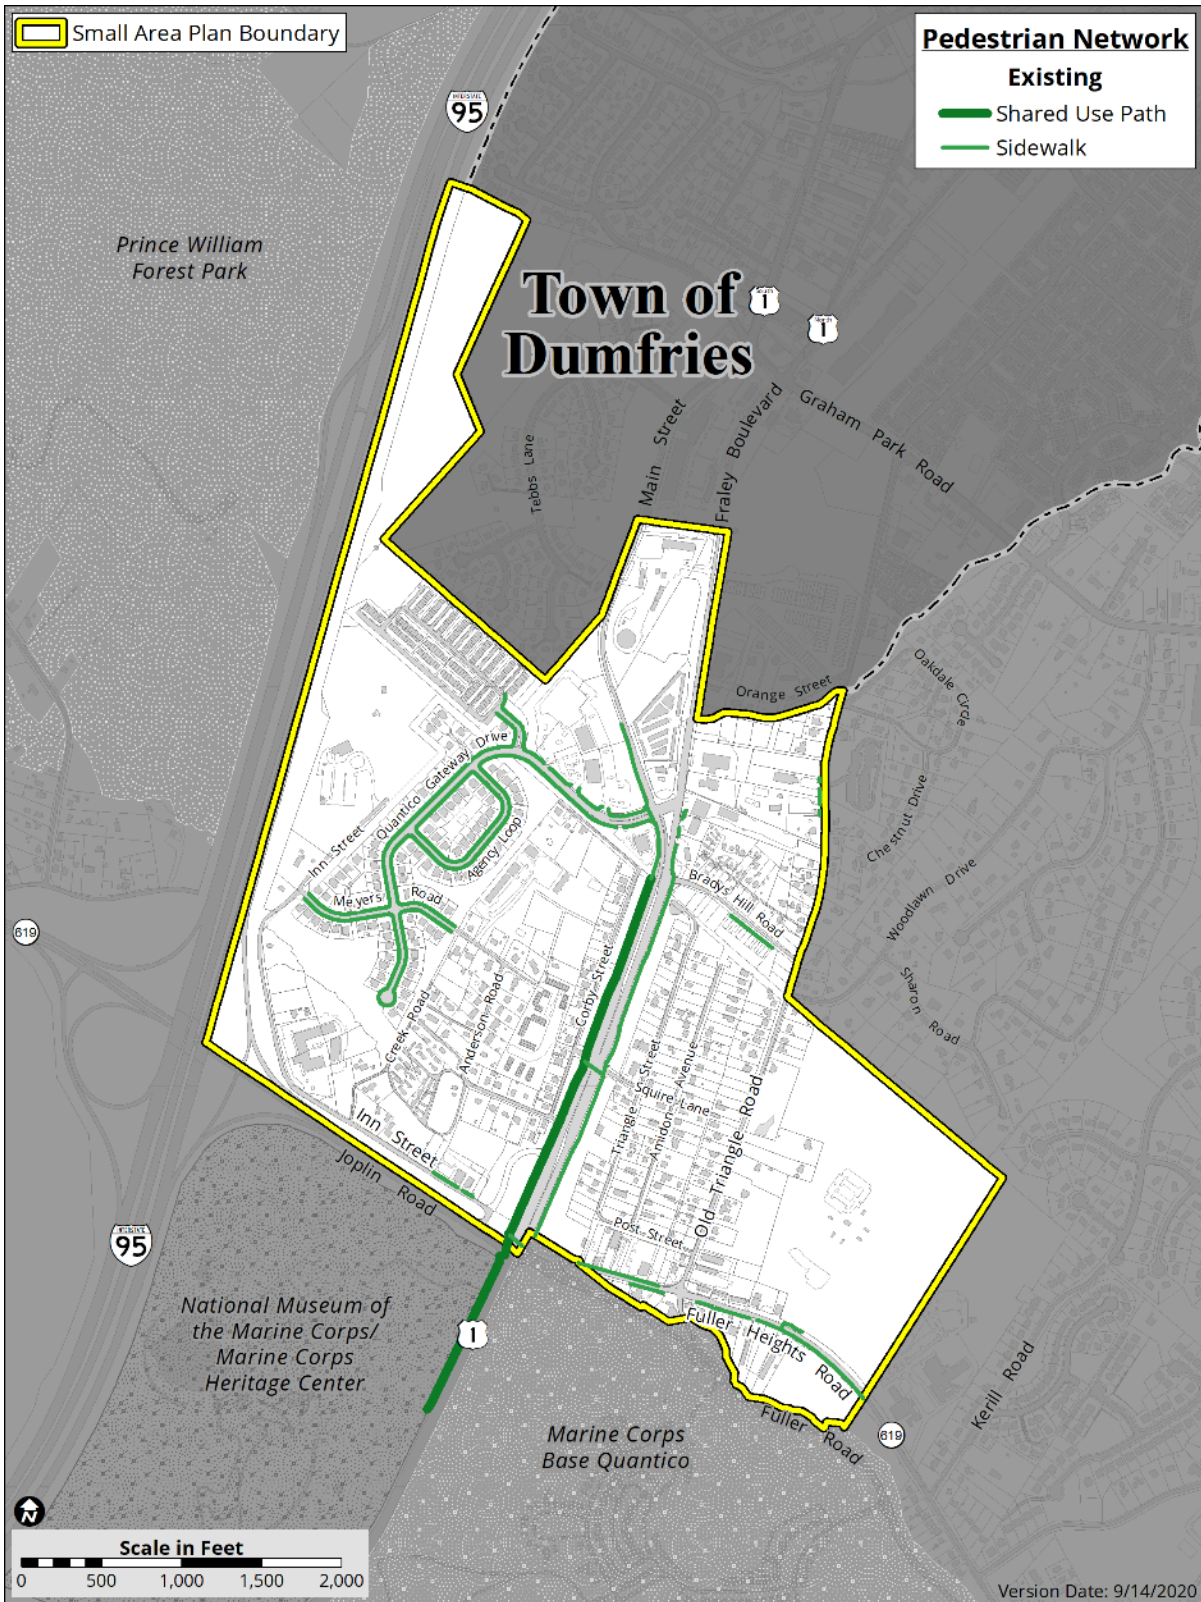 Small Area Plan Boundary
Pedestrian Network
Existing
Shared Use Path
Sidewalk
INTERSTATE
95
Prince William
Forest Park
Town of
Dumfries
South
1
North
1
Main Street
Fraley Boulevard
Graham Park Road
Tebbs Lane
Orange Street
Oakdale Circle
Chestnut Drive
Woodlawn Drive
Sharon Road
Quantico Gateway Drive
Inn Street
Agency Loop
Meyers Road
Bradys Hill Road
619
Corby Street
Creek Road
Anderson Road
Triangle Street
Amidon Avenue
Squire Lane
Old Triangle Road
Inn Street
Joplin Road
Post Street
INTERSTATE
95
National Museum of
the Marine Corps/
Marine Corps
Heritage Center
1
Fuller Heights Road
Kerill Road
Fuller Road
619
Marine Corps
Base Quantico
N
Scale in Feet
0 500 1,000 1,500 2,000
Version Date: 9/14/2020